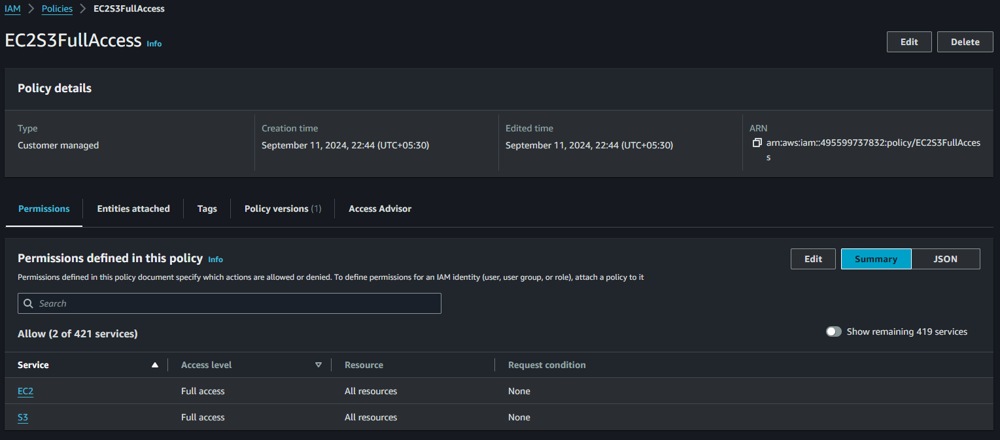 IAM > Policies > EC2S3FullAccess
EC2S3FullAccess Info
Edit Delete
Policy details
Type Creation time Edited time ARN
Customer managed September 11, 2024, 22:44 (UTC+05:30) September 11, 2024, 22:44 (UTC+05:30) arn:aws:iam::495599737832:policy/EC2S3FullAcces
s
Permissions Entities attached Tags Policy versions (1) Access Advisor
Permissions defined in this policy Info Edit Summary JSON
Permissions defined in this policy document specify which actions are allowed or denied. To define permissions for an IAM identity (user, user group, or role), attach a policy to it
Search
Allow (2 of 421 services) Show remaining 419 services
Service Access level Resource Request condition
EC2 Full access All resources None
S3 Full access All resources None